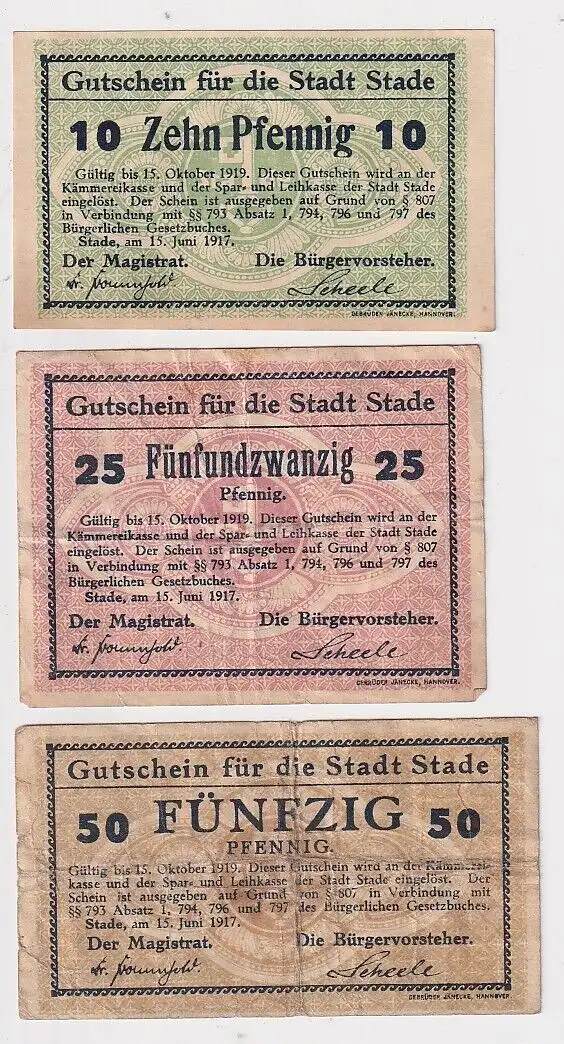 Gutschein für die Stadt Stade
10 Zehn Pfennig 10
Gültig bis 15. Oktober 1919. Dieser Gutschein wird an der
Kämmereikasse und der Spar- und Leihkasse der Stadt Stade
eingelöst. Der Schein ist ausgegeben auf Grund von § 807
in Verbindung mit §§ 793 Absatz 1, 794, 796 und 797 des
Bürgerlichen Gesetzbuches.
Stade, am 15. Juni 1917.
Der Magistrat. Die Bürgervorsteher.
Scheele
GEBRÜDER JÄNECKE, HANNOVER.
Gutschein für die Stadt Stade
25 Fünfundzwanzig 25
Pfennig.
Gültig bis 15. Oktober 1919. Dieser Gutschein wird an der
Kämmereikasse und der Spar- und Leihkasse der Stadt Stade
eingelöst. Der Schein ist ausgegeben auf Grund von § 807
in Verbindung mit §§ 793 Absatz 1, 794, 796 und 797 des
Bürgerlichen Gesetzbuches.
Stade, am 15. Juni 1917.
Der Magistrat. Die Bürgervorsteher.
Scheele
GEBRÜDER JÄNECKE, HANNOVER.
Gutschein für die Stadt Stade
50 FÜNFZIG 50
PFENNIG.
Gültig bis 15. Oktober 1919. Dieser Gutschein wird an der Kämmerei-
kasse und der Spar- und Leihkasse der Stadt Stade eingelöst. Der
Schein ist ausgegeben auf Grund von § 807 in Verbindung mit
§§ 793 Absatz 1, 794, 796 und 797 des Bürgerlichen Gesetzbuches.
Stade, am 15. Juni 1917.
Der Magistrat. Die Bürgervorsteher.
Scheele
GEBRÜDER JÄNECKE, HANNOVER.